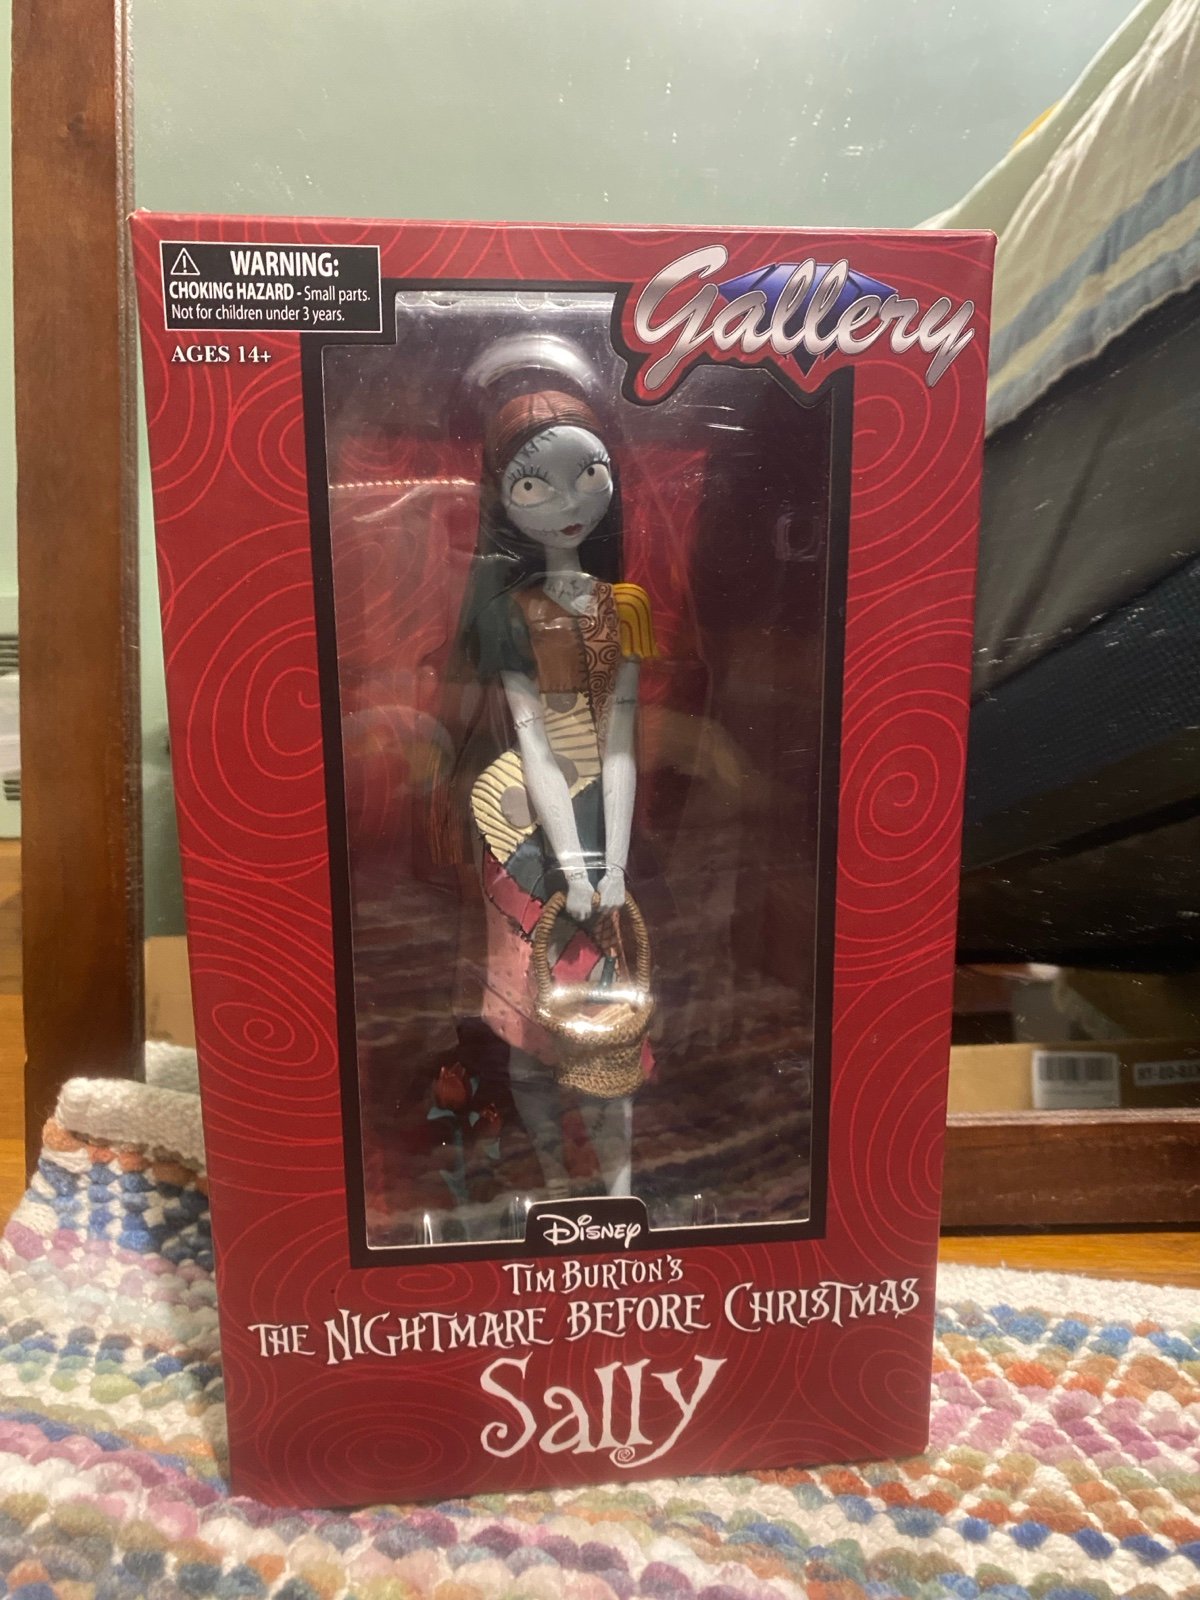 WARNING:
CHOKING HAZARD - Small parts.
Not for children under 3 years.
AGES 14+
Gallery
Disney
TIM BURTON'S
THE NIGHTMARE BEFORE CHRISTMAS
Sally